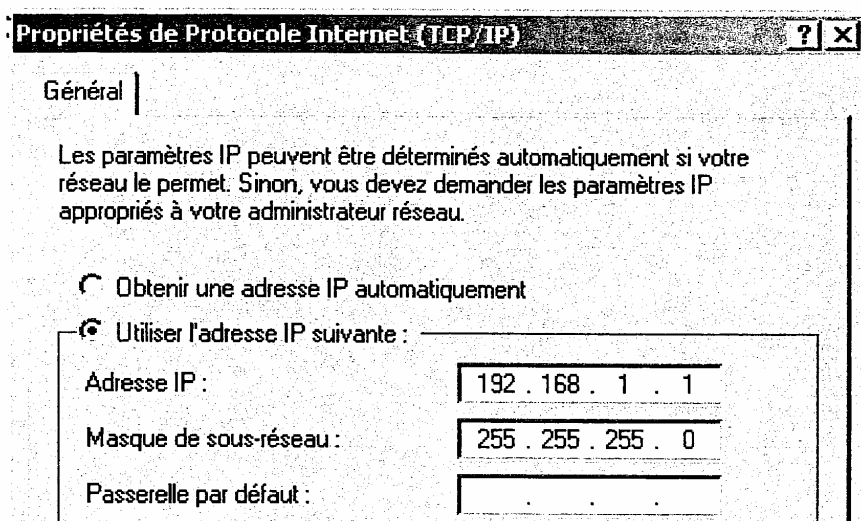 Propriétés de Protocole Internet (TCP/IP) ? ×
Général
Les paramètres IP peuvent être déterminés automatiquement si votre
réseau le permet. Sinon, vous devez demander les paramètres IP
appropriés à votre administrateur réseau.
Obtenir une adresse IP automatiquement
Utiliser l'adresse IP suivante :
Adresse IP : 192 . 168 . 1 . 1
Masque de sous-réseau : 255 . 255 . 255 . 0
Passerelle par défaut : . . .